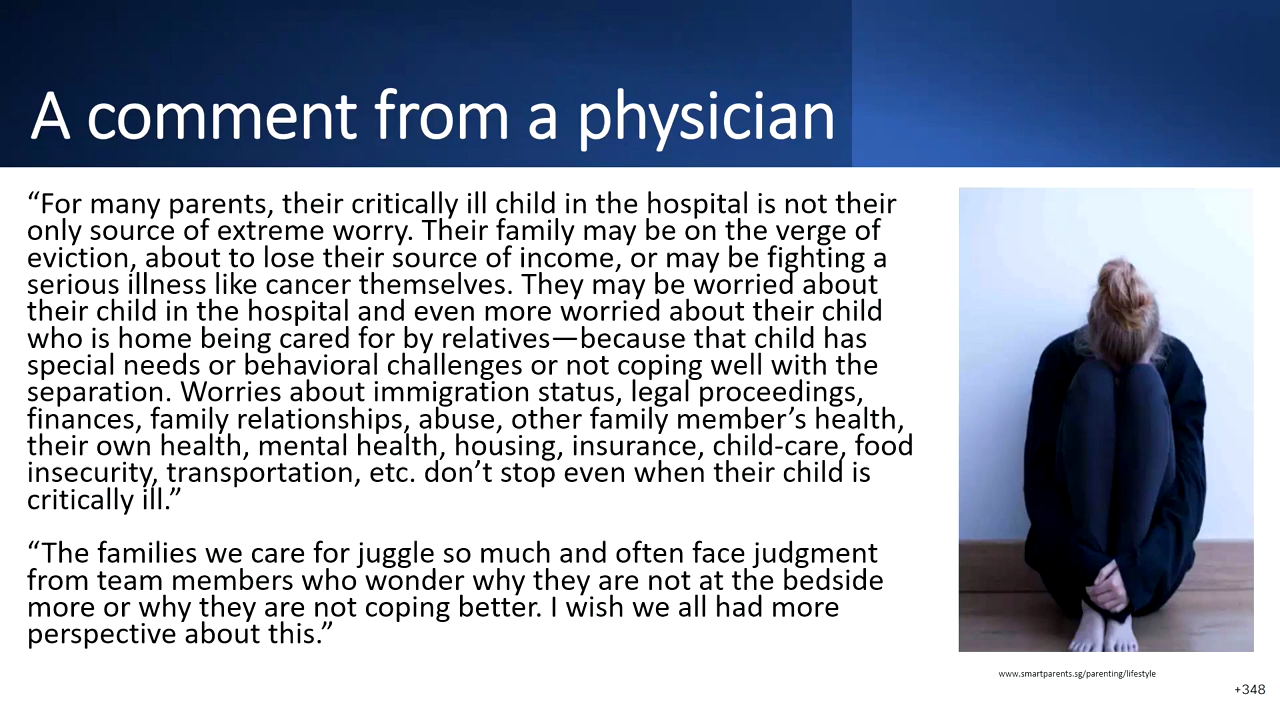 A comment from a physician
“For many parents, their critically ill child in the hospital is not their
only source of extreme worry. Their family may be on the verge of
eviction, about to lose their source of income, or may be fighting a
serious illness like cancer themselves. They may be worried about
their child in the hospital and even more worried about their child
who is home being cared for by relatives—because that child has
special needs or behavioral challenges or not coping well with the
separation. Worries about immigration status, legal proceedings,
finances, family relationships, abuse, other family member’s health,
their own health, mental health, housing, insurance, child-care, food
insecurity, transportation, etc. don’t stop even when their child is
critically ill.”
“The families we care for juggle so much and often face judgment
from team members who wonder why they are not at the bedside
more or why they are not coping better. I wish we all had more
perspective about this.”
www.smartparents.sg/parenting/lifestyle
+348